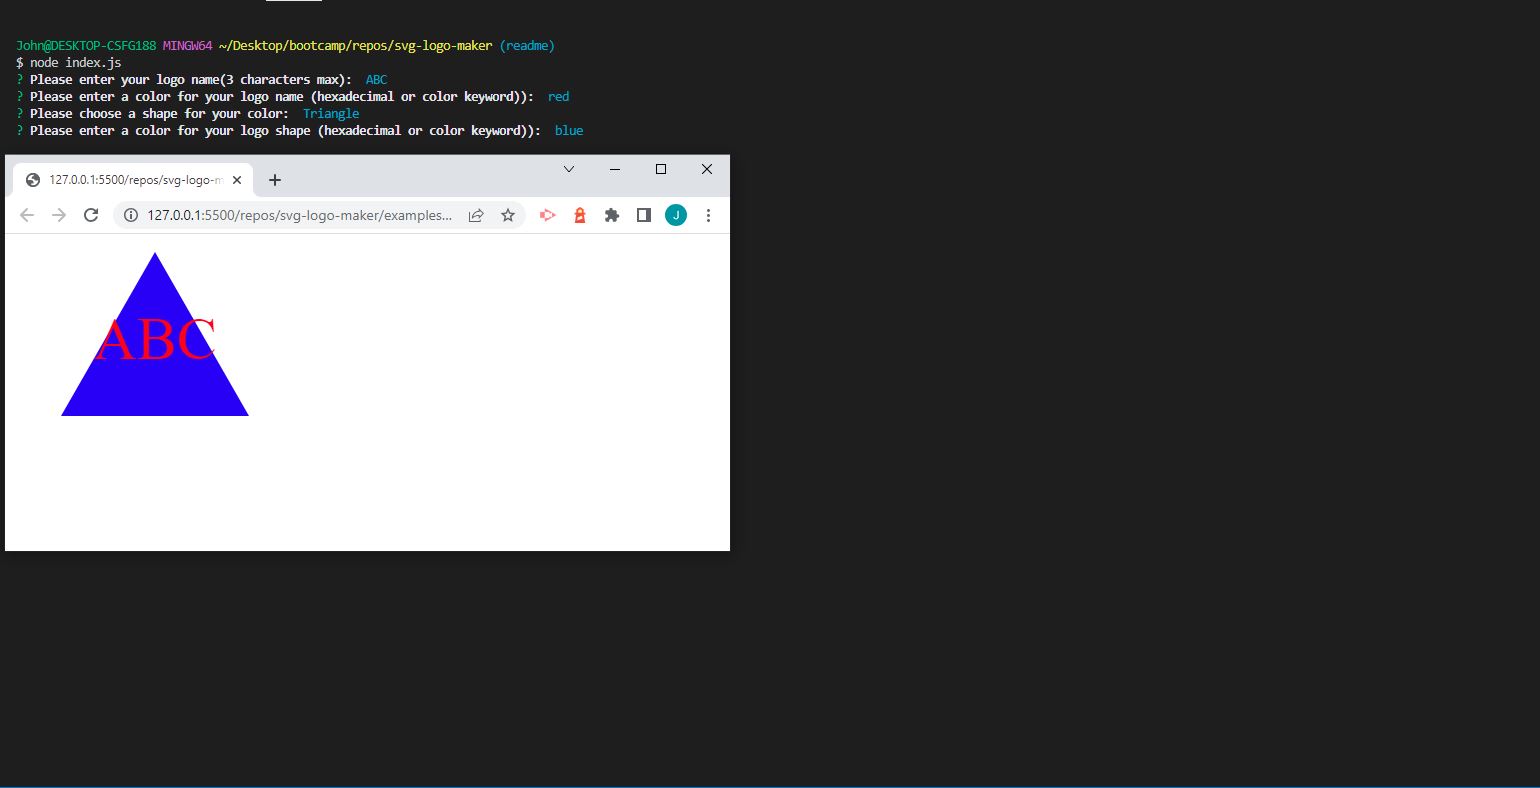 John@DESKTOP-CSFG188 MINGW64 ~/Desktop/bootcamp/repos/svg-logo-maker (readme)
$ node index.js
? Please enter your logo name(3 characters max):  ABC
? Please enter a color for your logo name (hexadecimal or color keyword)):  red
? Please choose a shape for your color:  Triangle
? Please enter a color for your logo shape (hexadecimal or color keyword)):  blue
127.0.0.1:5500/repos/svg-logo-m
127.0.0.1:5500/repos/svg-logo-maker/examples...
J
ABC